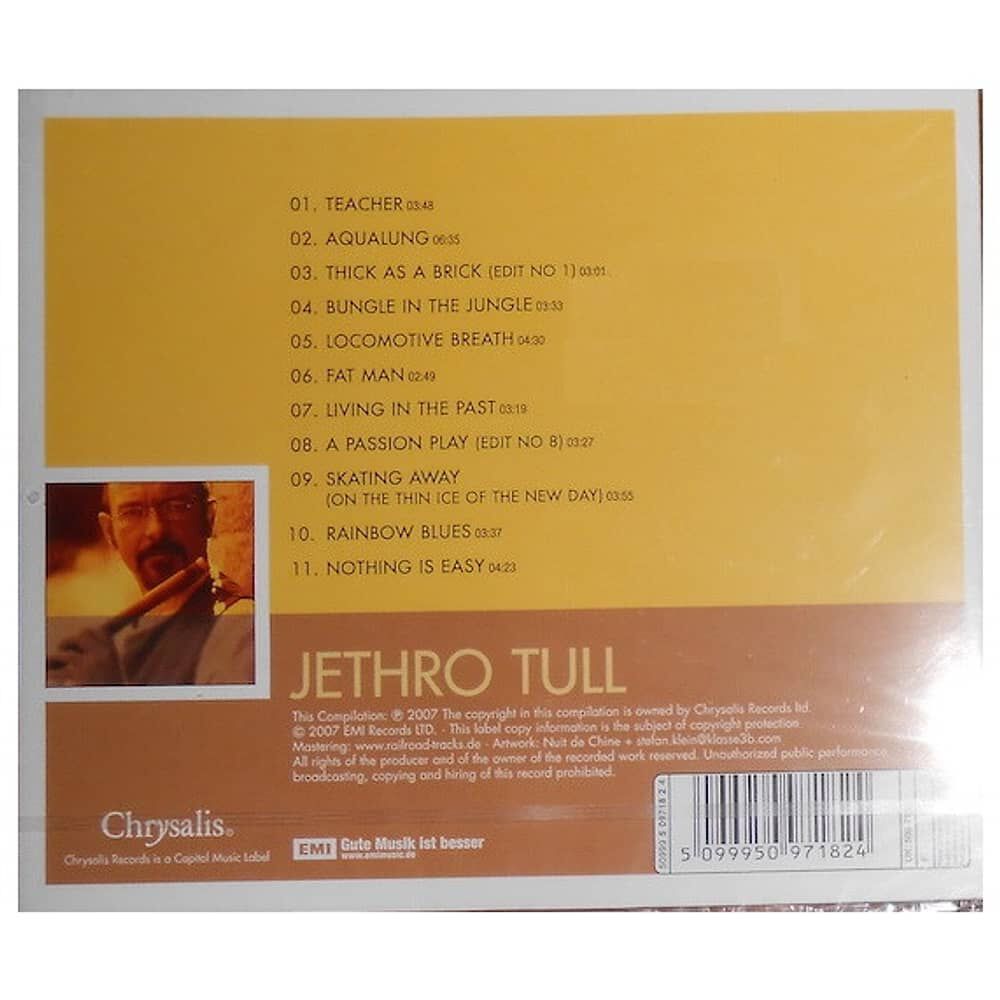 01. TEACHER 03:48
02. AQUALUNG 06:35
03. THICK AS A BRICK (EDIT NO 1) 03:01
04. BUNGLE IN THE JUNGLE 03:33
05. LOCOMOTIVE BREATH 04:30
06. FAT MAN 02:49
07. LIVING IN THE PAST 03:19
08. A PASSION PLAY (EDIT NO 8) 03:27
09. SKATING AWAY
(ON THE THIN ICE OF THE NEW DAY) 03:55
10. RAINBOW BLUES 03:37
11. NOTHING IS EASY 04:23
JETHRO TULL
This Compilation: ℗ 2007 The copyright in this compilation is owned by Chrysalis Records ltd.
© 2007 EMI Records LTD. · This label copy information is the subject of copyright protection
Mastering: www.railroad-tracks.de · Artwork: Nuit de Chine + stefan.klein@klasse3b.com
All rights of the producer and of the owner of the recorded work reserved. Unauthorized public performance
broadcasting, copying and hiring of this record prohibited.
Chrysalis®
Chrysalis Records is a Capitol Music Label
EMI Gute Musik ist besser
www.emimusic.de
50999 5 09718 2 4
5 099950 971824